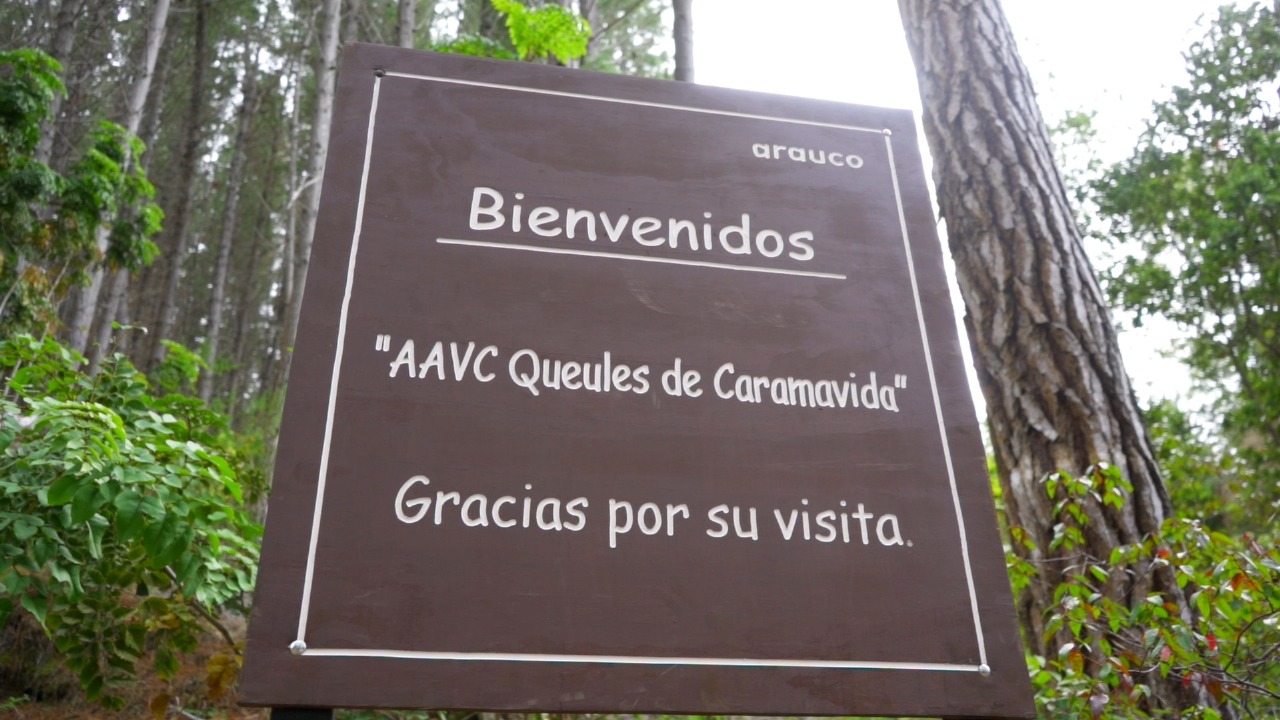 arauco
Bienvenidos
"AAVC Queules de Caramavida"
Gracias por su visita.